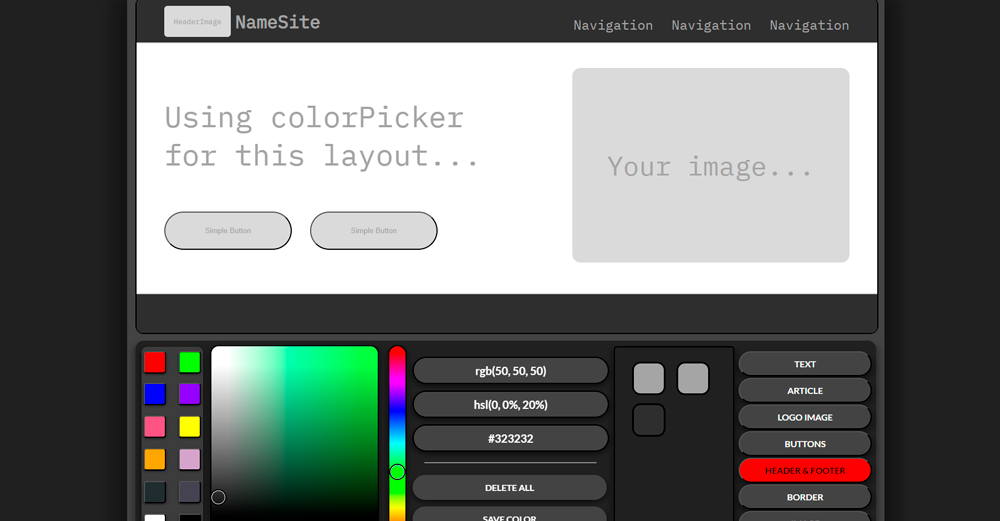 HeaderImage
NameSite
Navigation Navigation Navigation
Using colorPicker
for this layout...
Your image...
Simple Button
Simple Button
rgb(50, 50, 50)
hsl(0, 0%, 20%)
#323232
DELETE ALL
SAVE COLOR
TEXT
ARTICLE
LOGO IMAGE
BUTTONS
HEADER & FOOTER
BORDER